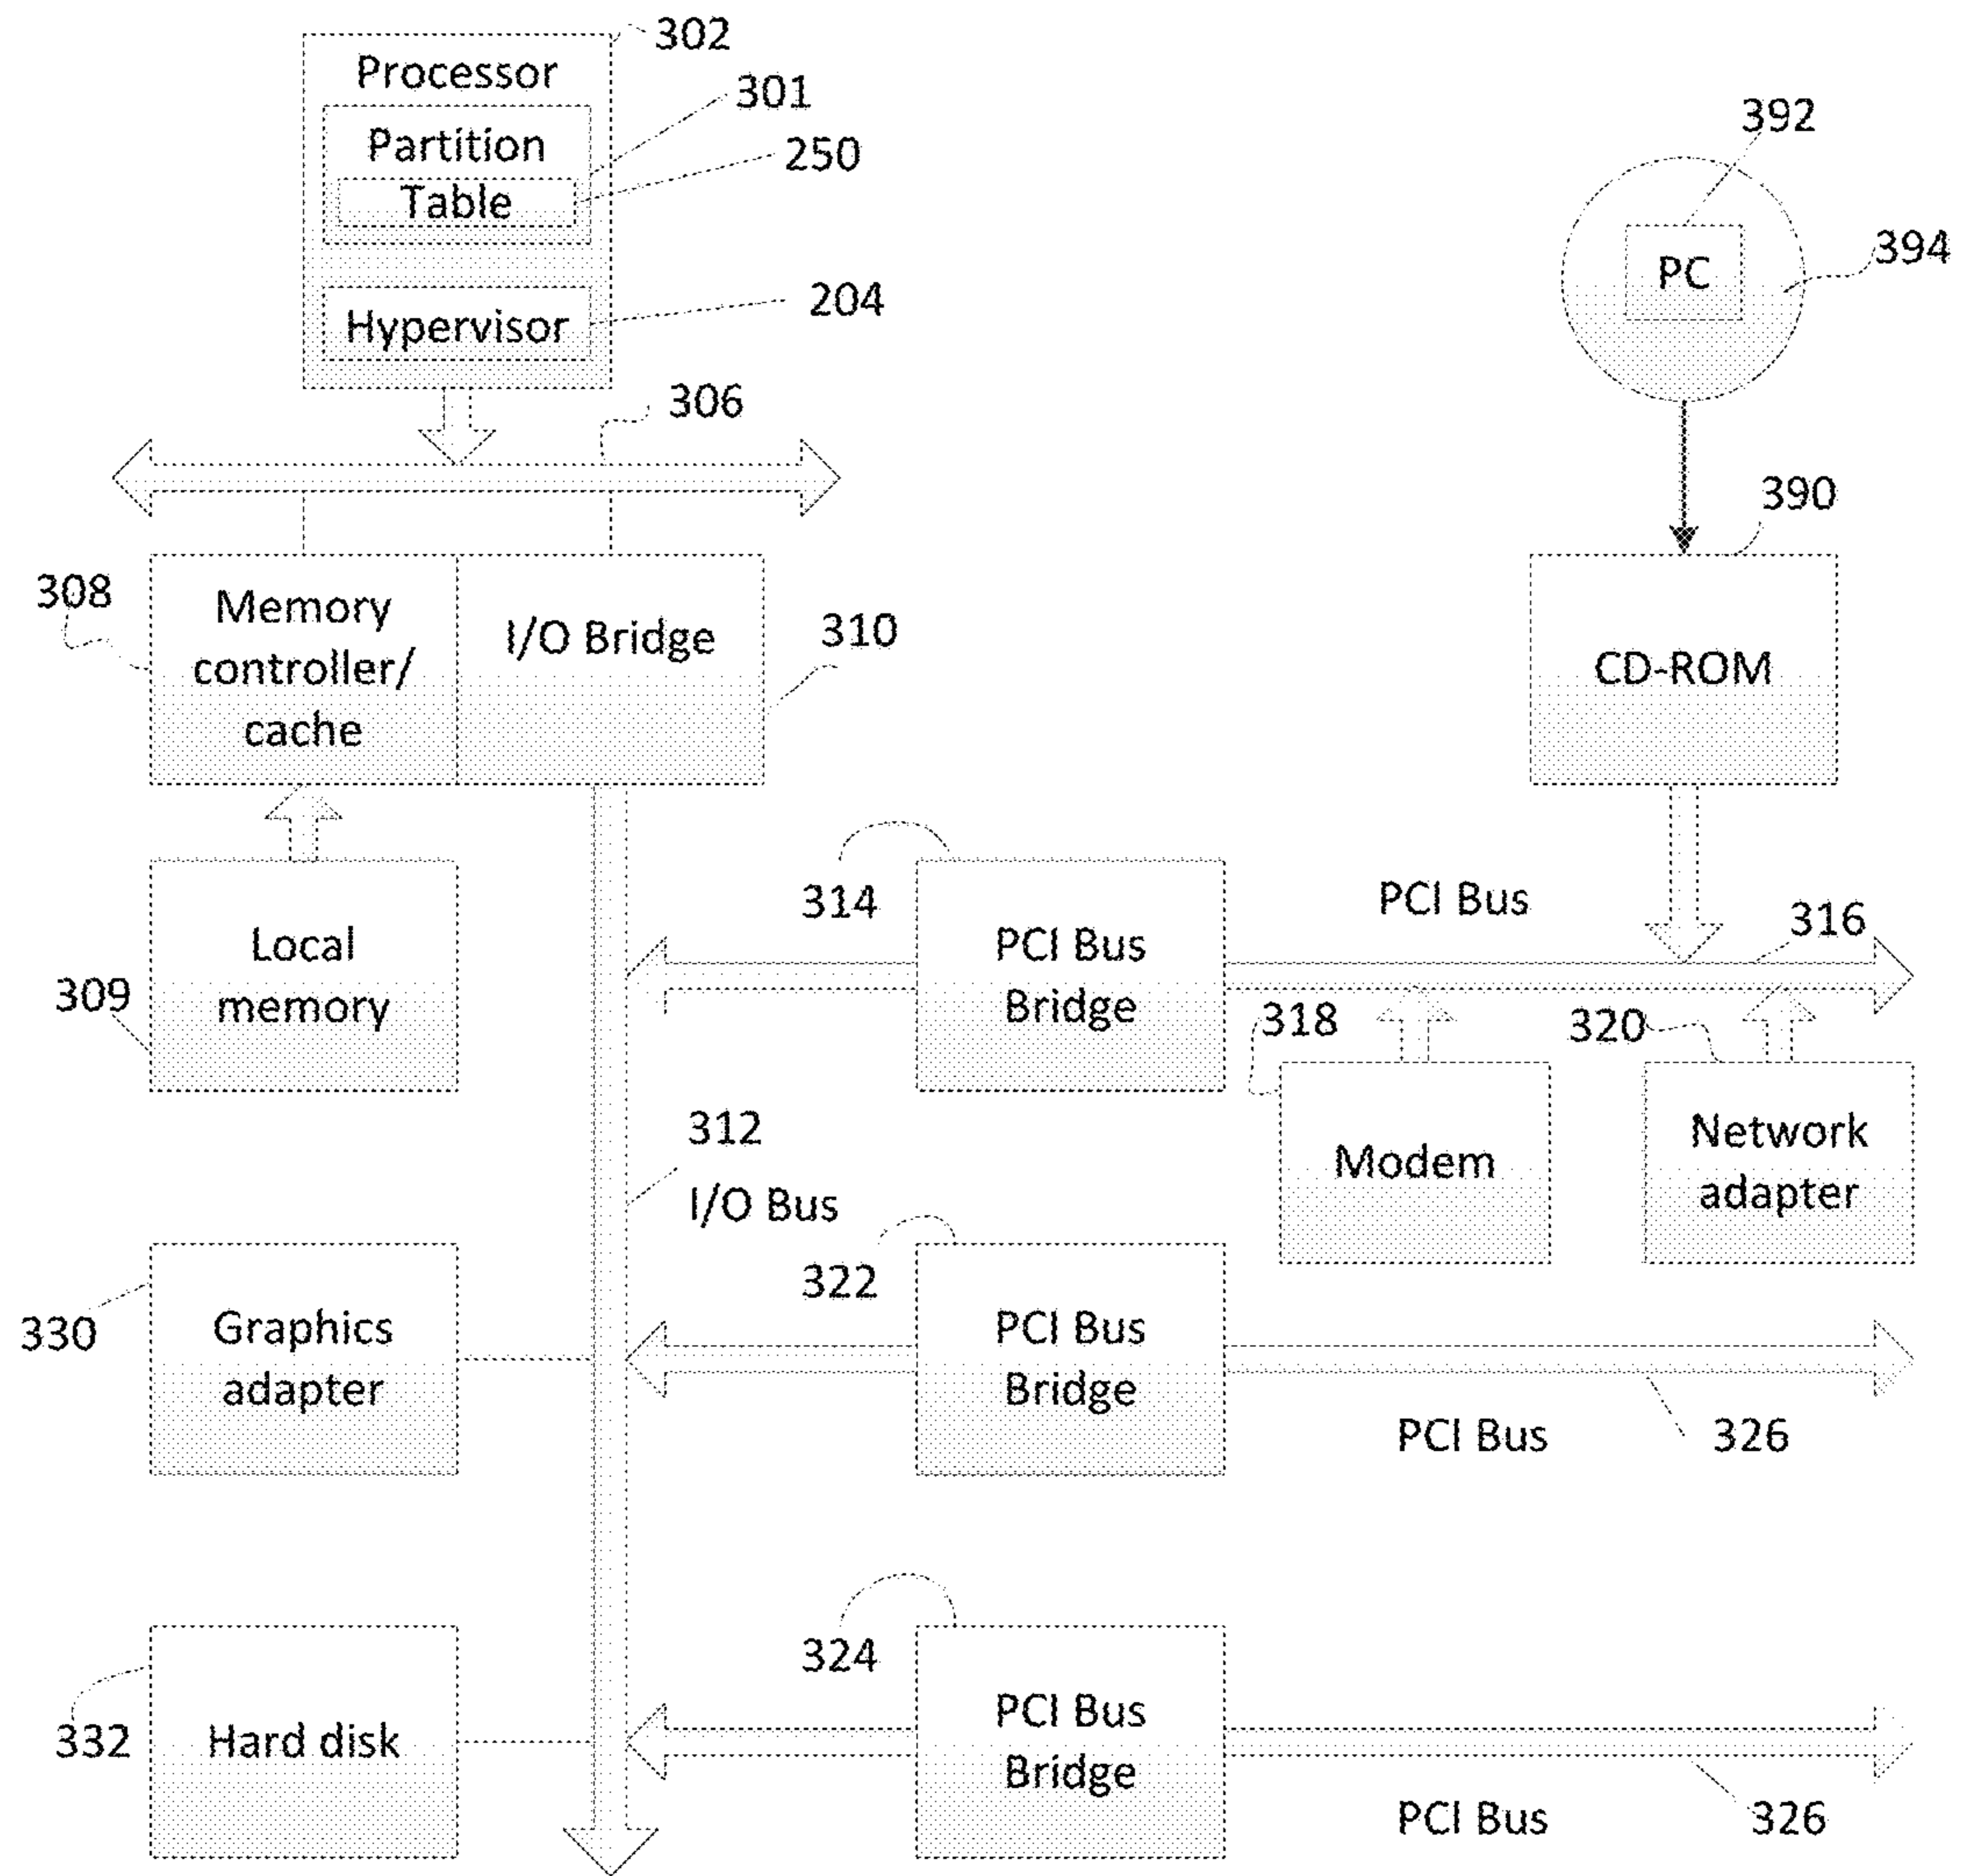 302
Processor
301
Partition
250
Table
204
Hypervisor
306
392
394
PC
390
308
Memory
controller/
cache
I/O Bridge
310
CD-ROM
314
PCI Bus
Bridge
PCI Bus
316
309
Local
memory
318
320
Modem
Network
adapter
312
I/O Bus
322
330
Graphics
adapter
PCI Bus
Bridge
PCI Bus
326
324
332
Hard disk
PCI Bus
Bridge
PCI Bus
326